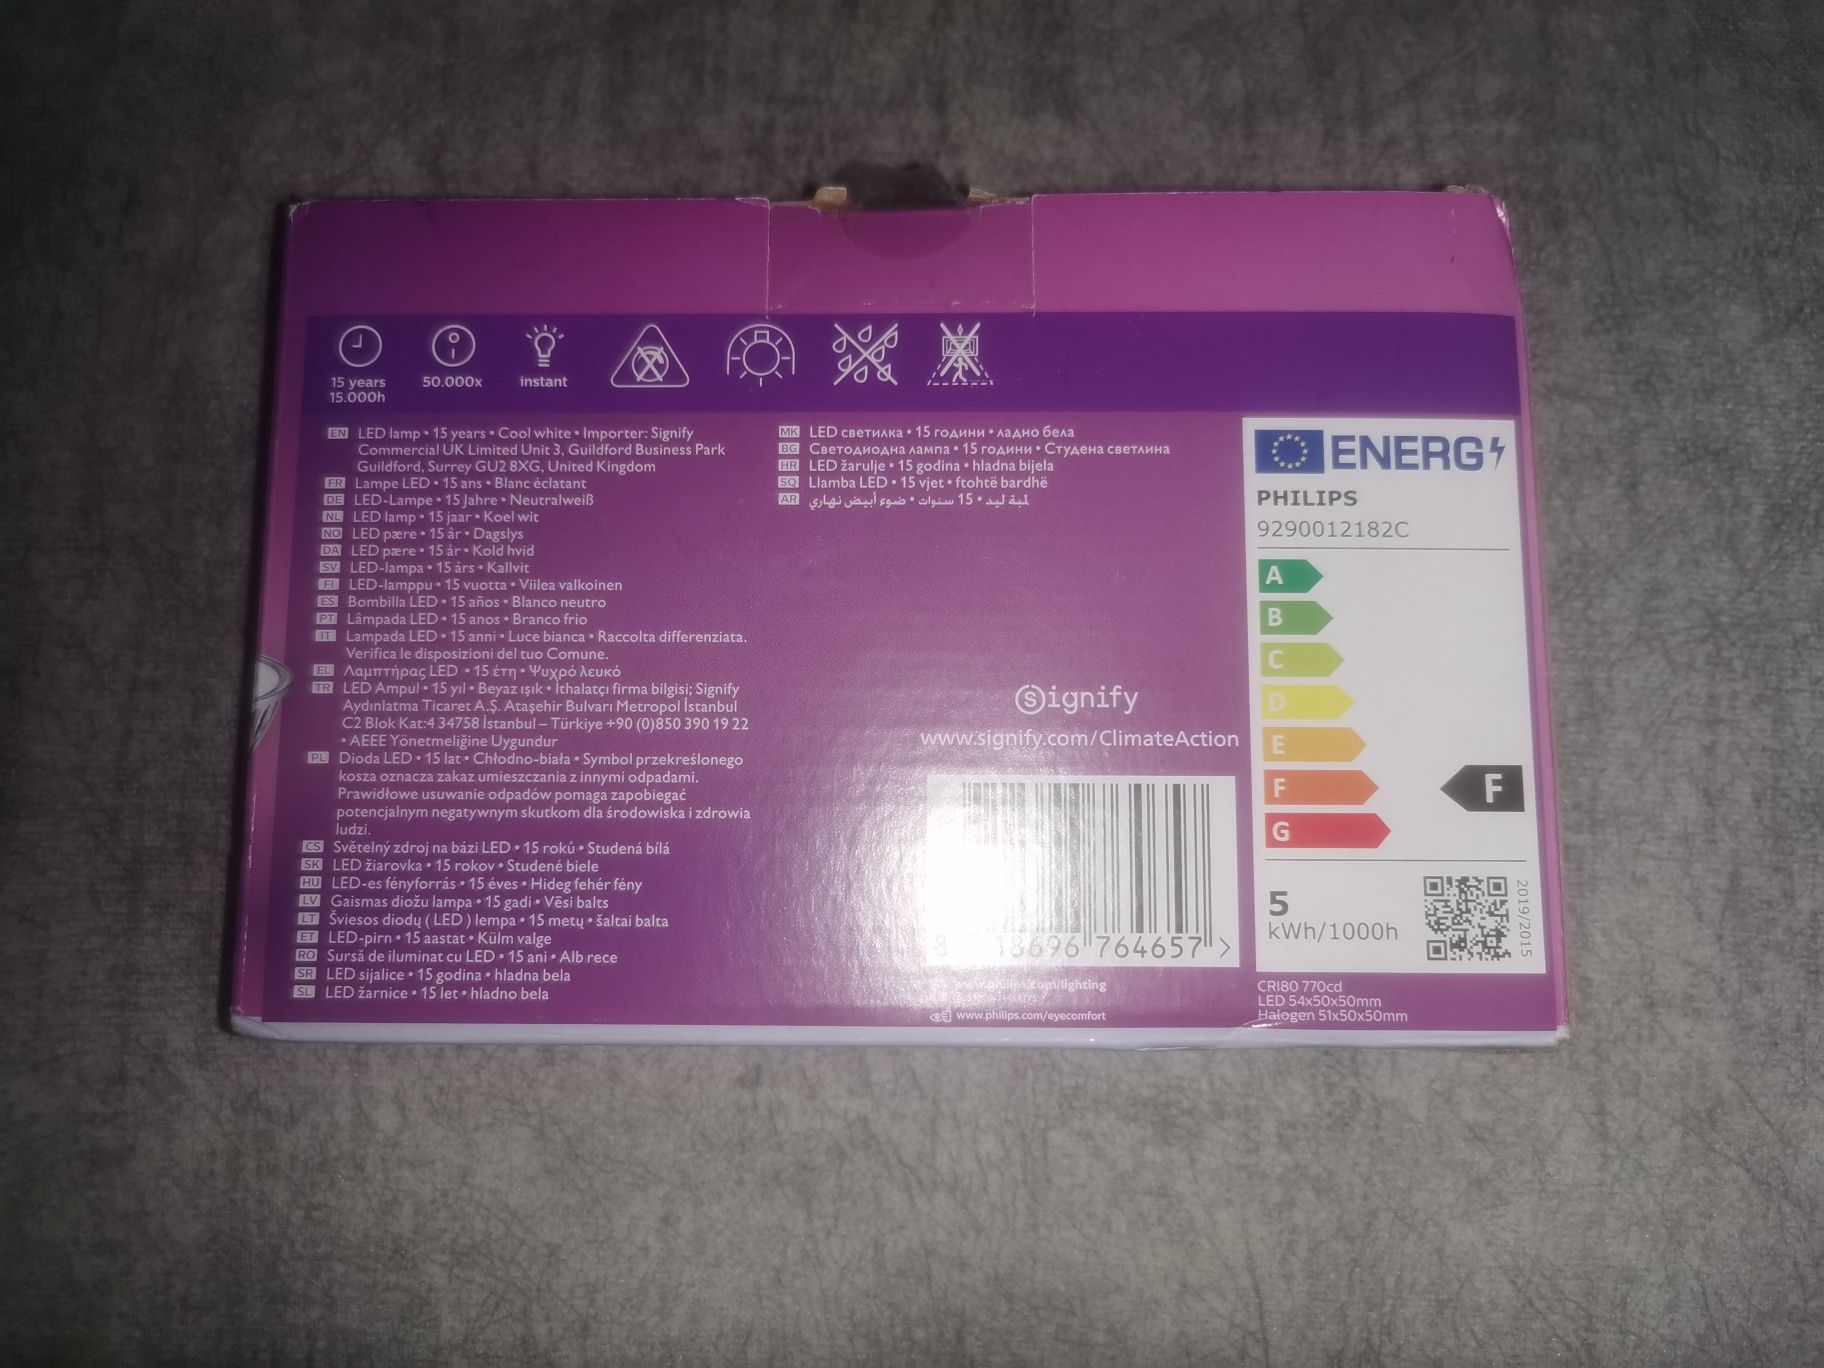 15 years
15.000h
50.000x
instant
EN LED lamp • 15 years • Cool white • Importer: Signify
Commercial UK Limited Unit 3, Guildford Business Park
Guildford, Surrey GU2 8XG, United Kingdom
FR Lampe LED • 15 ans • Blanc éclatant
DE LED-Lampe • 15 Jahre • Neutralweiß
NL LED lamp • 15 jaar • Koel wit
NO LED pære • 15 år • Dagslys
DA LED pære • 15 år • Kold hvid
SV LED-lampa • 15 års • Kallvit
FI LED-lamppu • 15 vuotta • Viilea valkoinen
ES Bombilla LED • 15 años • Blanco neutro
PT Lâmpada LED • 15 anos • Branco frio
IT Lampada LED • 15 anni • Luce bianca • Raccolta differenziata.
Verifica le disposizioni del tuo Comune.
EL Λαμπτήρας LED • 15 έτη • Ψυχρό λευκό
TR LED Ampul • 15 yıl • Beyaz ışık • İthalatçı firma bilgisi; Signify
Aydınlatma Ticaret A.Ş. Ataşehir Bulvarı Metropol İstanbul
C2 Blok Kat:4 34758 İstanbul – Türkiye +90 (0)850 390 19 22
• AEEE Yönetmeliğine Uygundur
PL Dioda LED • 15 lat • Chłodno-biała • Symbol przekreślonego
kosza oznacza zakaz umieszczania z innymi odpadami.
Prawidłowe usuwanie odpadów pomaga zapobiegać
potencjalnym negatywnym skutkom dla środowiska i zdrowia
ludzi.
CS Světelný zdroj na bázi LED • 15 roků • Studená bílá
SK LED žiarovka • 15 rokov • Studené biele
HU LED-es fényforrás • 15 éves • Hideg fehér fény
LV Gaismas diožu lampa • 15 gadi • Vēsi balts
LT Šviesos diodų ( LED ) lempa • 15 metų • šaltai balta
ET LED-pirn • 15 aastat • Külm valge
RO Sursă de iluminat cu LED • 15 ani • Alb rece
SR LED sijalice • 15 godina • hladna bela
SL LED žarnice • 15 let • hladno bela
MK LED светилка • 15 години • ладно бела
BG Светодиодна лампа • 15 години • Студена светлина
HR LED žarulje • 15 godina • hladna bijela
SQ Llamba LED • 15 vjet • ftohtë bardhë
AR لمبة ليد • 15 سنوات • ضوء أبيض نهاري
Signify
www.signify.com/ClimateAction
8 18696 764657 >
www.philips.com/lighting
www.philips.com/eyecomfort
ENERG
PHILIPS
9290012182C
A
B
C
D
E
F
G
F
5
kWh/1000h
2019/2015
CRI80 770cd
LED 54x50x50mm
Halogen 51x50x50mm